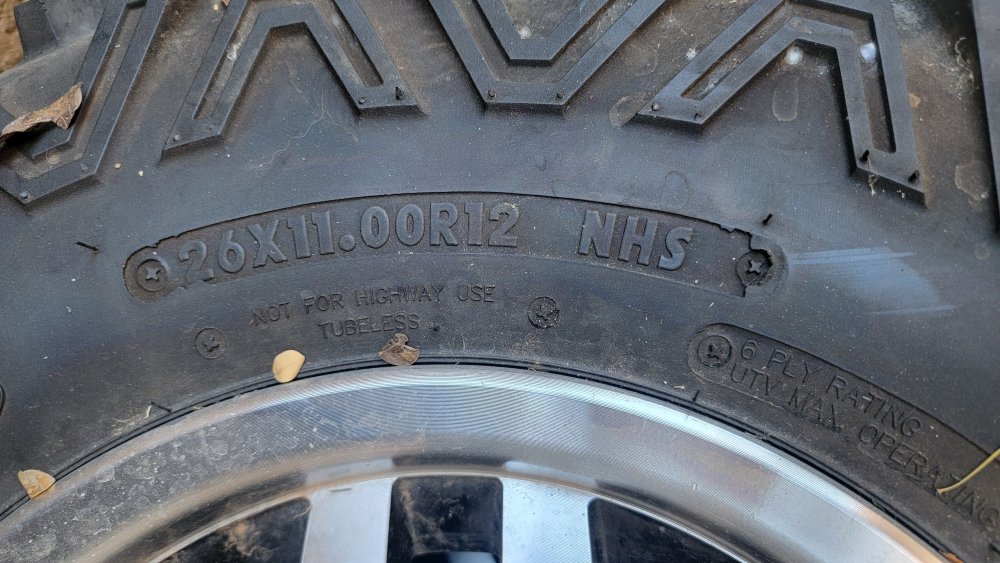 26X11.00R12 NHS
NOT FOR HIGHWAY USE
TUBELESS
6 PLY RATING
UTV MAX OPERATING